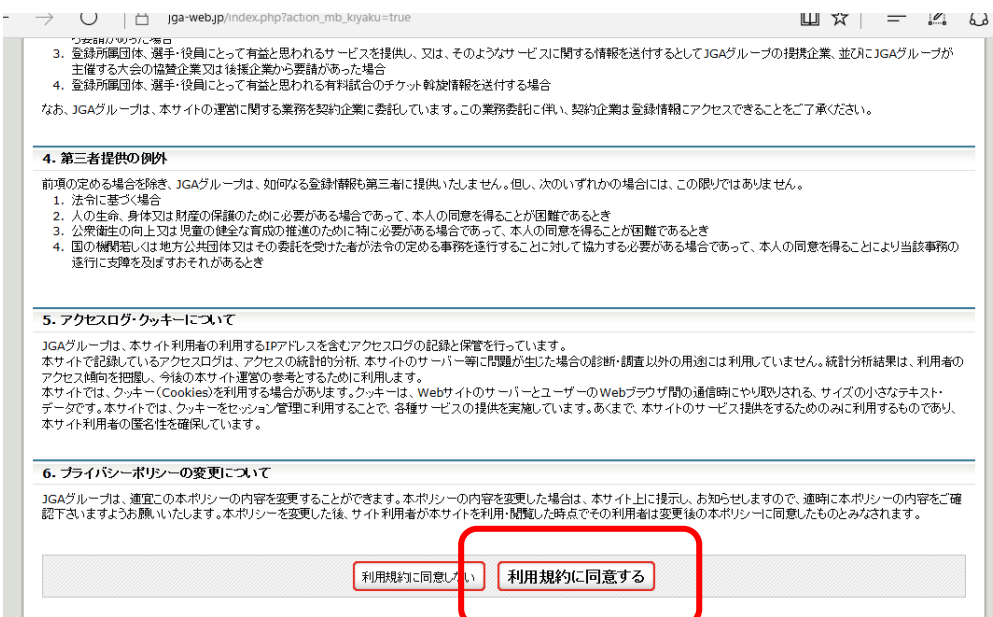 jga-web.jp/index.php?action_mb_kiyaku=true
う要請があった場合
3. 登録所属団体、選手・役員にとって有益と思われるサービスを提供し、又は、そのようなサービスに関する情報を送付するとしてJGAグループの提携企業、並びにJGAグループが
主催する大会の協賛企業又は後援企業から要請があった場合
4. 登録所属団体、選手・役員にとって有益と思われる有料試合のチケット斡旋情報を送付する場合
なお、JGAグループは、本サイトの運営に関する業務を契約企業に委託しています。この業務委託に伴い、契約企業は登録情報にアクセスできることをご了承ください。
4. 第三者提供の例外
前項の定める場合を除き、JGAグループは、如何なる登録情報も第三者に提供いたしません。但し、次のいずれかの場合には、この限りではありません。
1. 法令に基づく場合
2. 人の生命、身体又は財産の保護のために必要がある場合であって、本人の同意を得ることが困難であるとき
3. 公衆衛生の向上又は児童の健全な育成の推進のために特に必要がある場合であって、本人の同意を得ることが困難であるとき
4. 国の機関若しくは地方公共団体又はその委託を受けた者が法令の定める事務を遂行することに対して協力する必要がある場合であって、本人の同意を得ることにより当該事務の
遂行に支障を及ぼすおそれがあるとき
5. アクセスログ・クッキーについて
JGAグループは、本サイト利用者の利用するIPアドレスを含むアクセスログの記録と保管を行っています。
本サイトで記録しているアクセスログは、アクセスの統計的分析、本サイトのサーバー等に問題が生じた場合の診断・調査以外の用途には利用していません。統計分析結果は、利用者の
アクセス傾向を把握し、今後の本サイト運営の参考とするために利用します。
本サイトでは、クッキー（Cookies）を利用する場合があります。クッキーは、WebサイトのサーバーとユーザーのWebブラウザ間の通信時にやり取りされる、サイズの小さなテキスト・
データです。本サイトでは、クッキーをセッション管理に利用することで、各種サービスの提供を実施しています。あくまで、本サイトのサービス提供をするためのみに利用するものであり、
本サイト利用者の匿名性を確保しています。
6. プライバシーポリシーの変更について
JGAグループは、適宜この本ポリシーの内容を変更することができます。本ポリシーの内容を変更した場合は、本サイト上に提示し、お知らせしますので、適時に本ポリシーの内容をご確
認下さいますようお願いいたします。本ポリシーを変更した後、サイト利用者が本サイトを利用・閲覧した時点でその利用者は変更後の本ポリシーに同意したものとみなされます。
利用規約に同意しない 利用規約に同意する